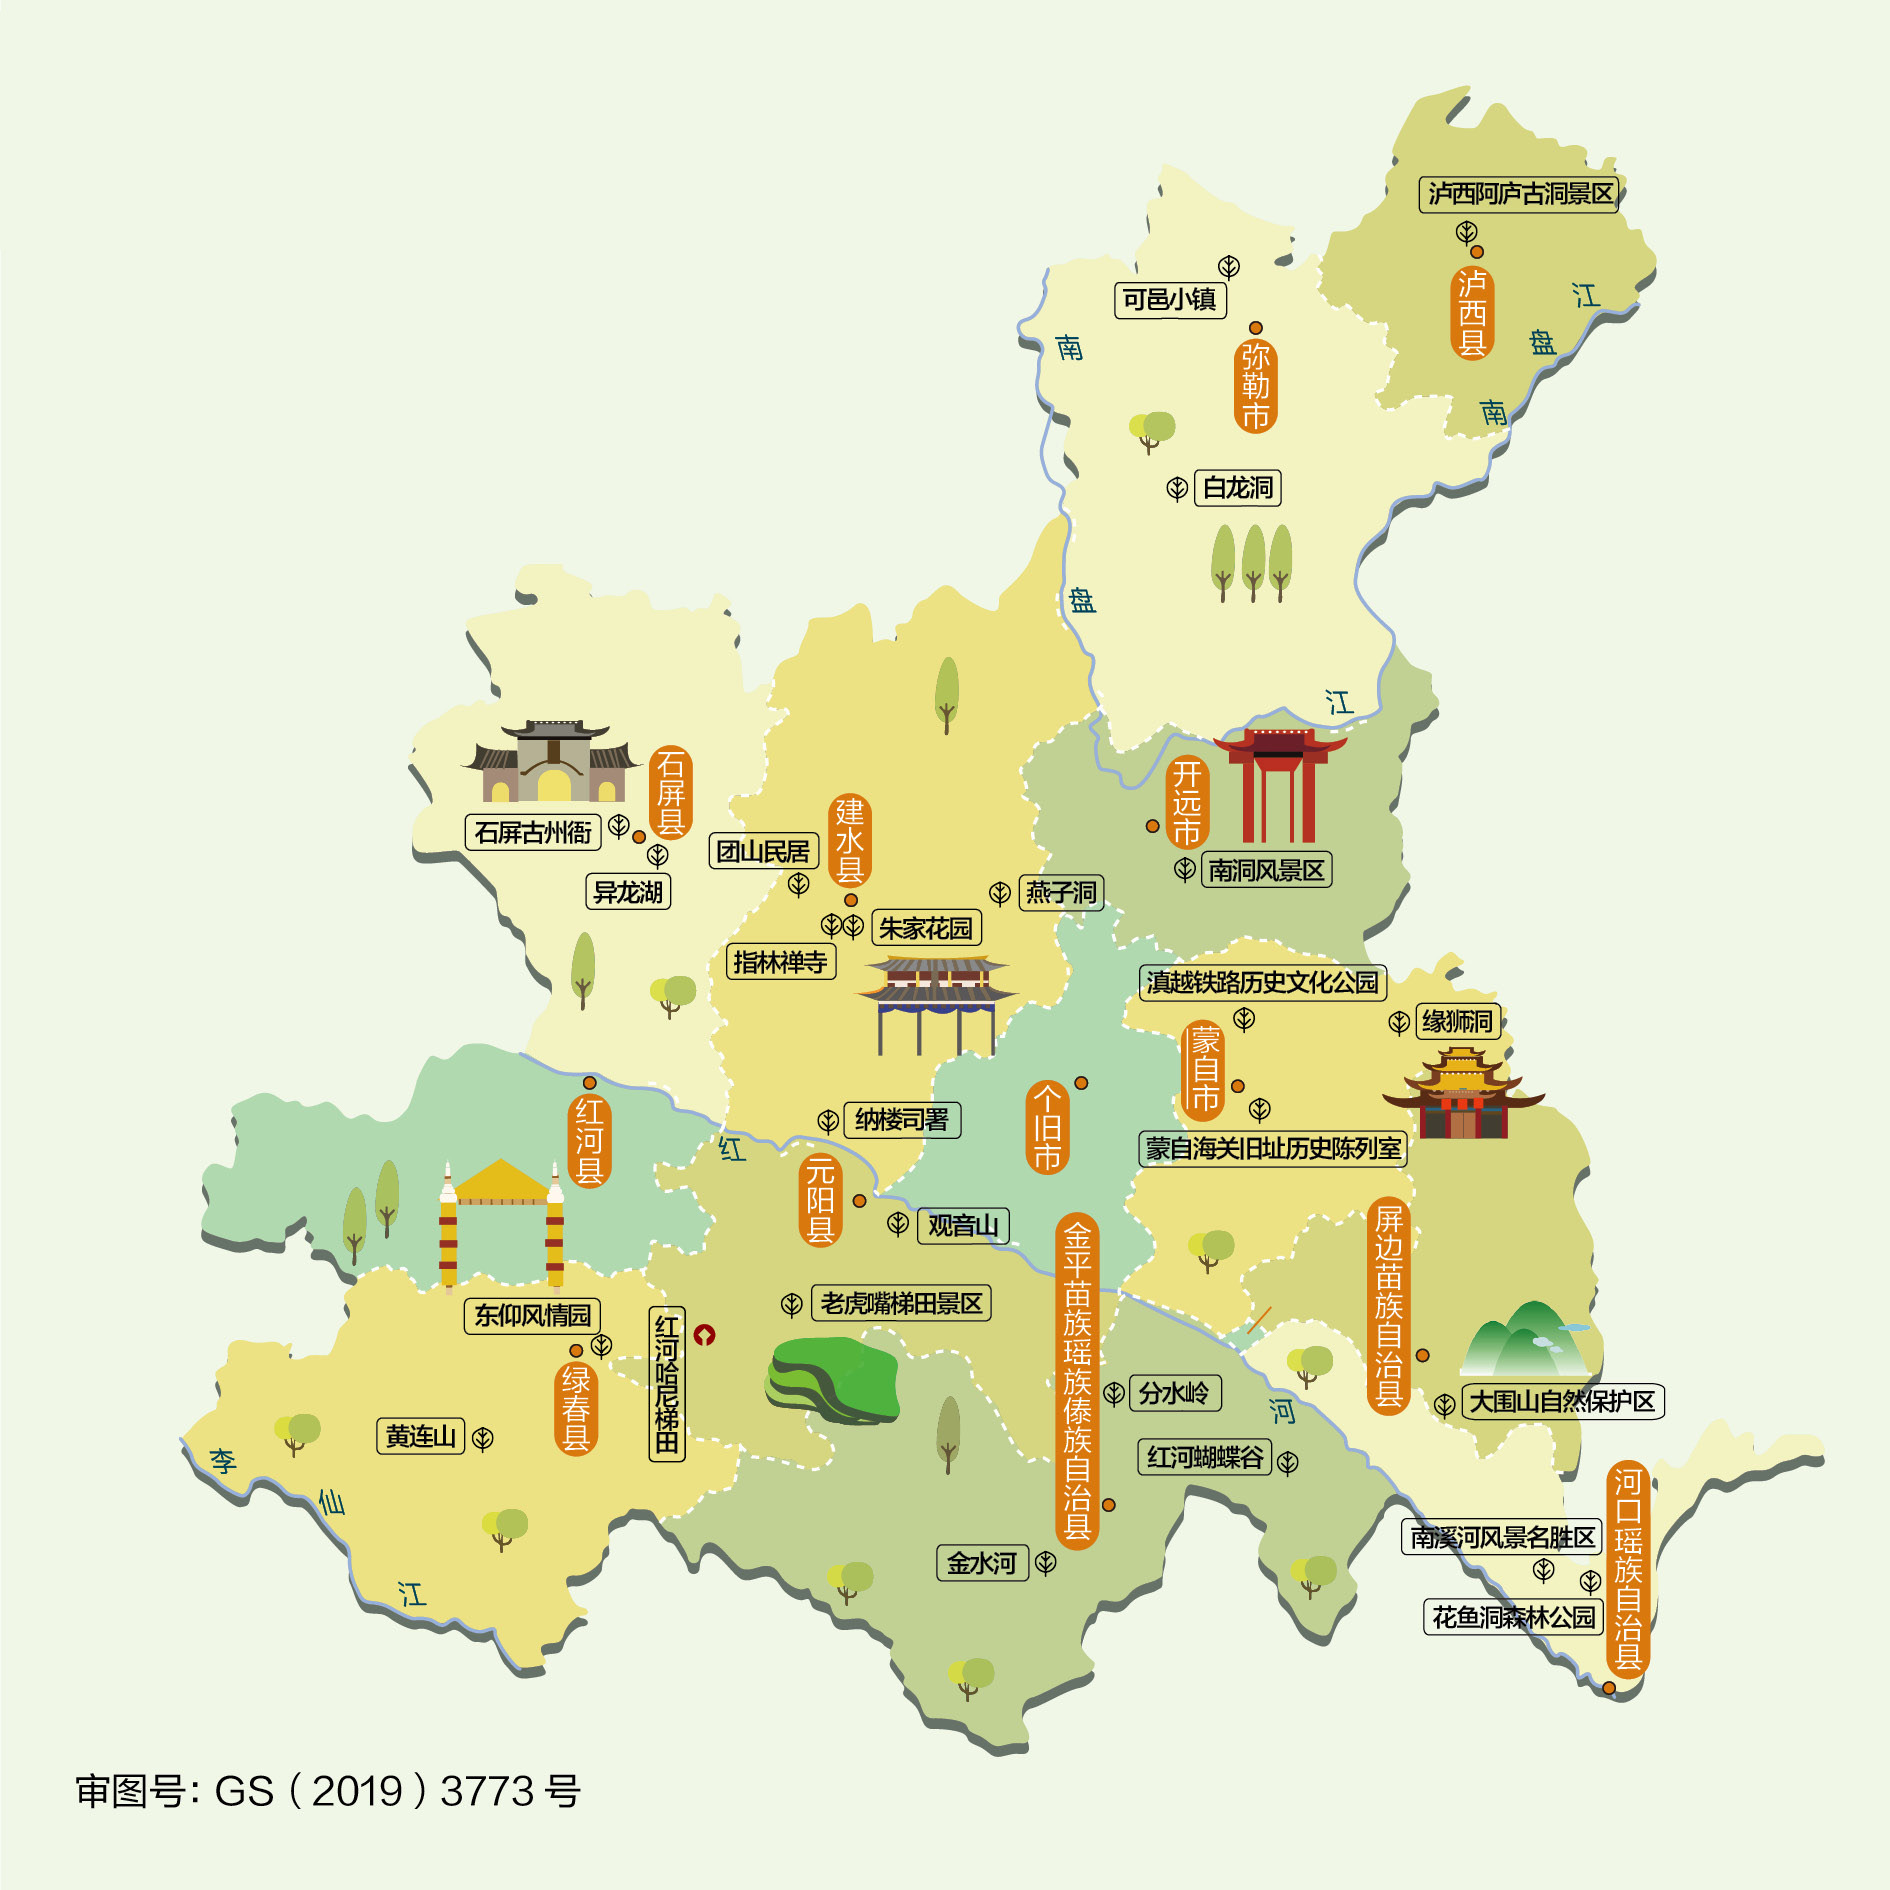 泸西阿庐古洞景区
泸西县
江
盘
南
可邑小镇
弥勒市
南
白龙洞
盘
江
石屏县
石屏古州衙
异龙湖
建水县
团山民居
朱家花园
指林禅寺
燕子洞
开远市
南洞风景区
滇越铁路历史文化公园
缘狮洞
蒙自市
蒙自海关旧址历史陈列室
个旧市
纳楼司署
红河县
红
元阳县
观音山
老虎嘴梯田景区
东仰风情园
红河哈尼梯田
绿春县
黄连山
李
仙
江
金平苗族瑶族傣族自治县
分水岭
红河蝴蝶谷
金水河
河
屏边苗族自治县
大围山自然保护区
河口瑶族自治县
南溪河风景名胜区
花鱼洞森林公园
审图号：GS（2019）3773 号